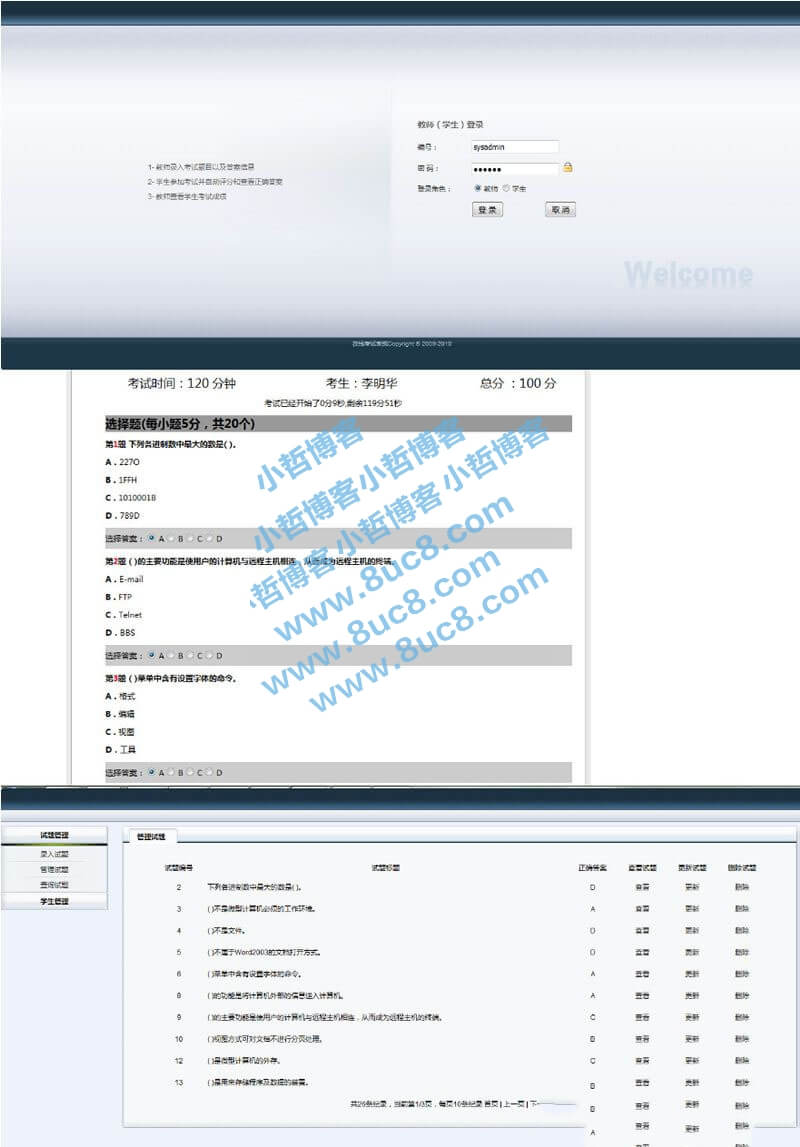 教师（学生）登录
编号：
sysadmin
1- 教师录入考试题目以及答案信息
密 码：
2- 学生参加考试并自动评分和查看正确答案
登录角色： 教师 学生
3- 教师查看学生考试成绩
登 录 取 消
Welcome
在线考试系统Copyright © 2009-2010
考试时间：120 分钟 考生：李明华 总分 ：100 分
考试已经开始了0分9秒,剩余119分51秒
选择题(每小题5分，共20个)
第1题 下列各进制数中最大的数是( )。
A．227O
B．1FFH
C．1010001B
D．789D
选择答案： A B C D
第2题 ( )的主要功能是使用户的计算机与远程主机相连，从而成为远程主机的终端。
A．E-mail
B．FTP
C．Telnet
D．BBS
选择答案： A B C D
第3题 ( )菜单中含有设置字体的命令。
A．格式
B．编辑
C．视图
D．工具
选择答案： A B C D
小哲博客
小哲博客小哲博客
小哲博客小哲博客
www.8uc8.com
www.8uc8.com
www.8uc8.com
试题管理
录入试题
管理试题
查询试题
学生管理
管理试题
试题编号 试题标题 正确答案 查看试题 更新试题 删除试题
2 下列各进制数中最大的数是( )。 D 查看 更新 删除
3 ( )不是微型计算机必须的工作环境。 A 查看 更新 删除
4 ( )不是文件。 D 查看 更新 删除
5 ( )不属于Word2003的文档打开方式。 D 查看 更新 删除
6 ( )菜单中含有设置字体的命令。 A 查看 更新 删除
8 ( )的功能是将计算机外部的信息送入计算机。 A 查看 更新 删除
9 ( )的主要功能是使用户的计算机与远程主机相连，从而成为远程主机的终端。 C 查看 更新 删除
10 ( )视图方式可对文档不进行分页处理。 B 查看 更新 删除
12 ( )是微型计算机的外存。 C 查看 更新 删除
13 ( )是用来存储程序及数据的装置。 B 查看 更新 删除
共26条纪录，当前第1/3页，每页10条纪录 首页 | 上一页 | 下一
B 查看 更新 删除
A 查看 更新 删除